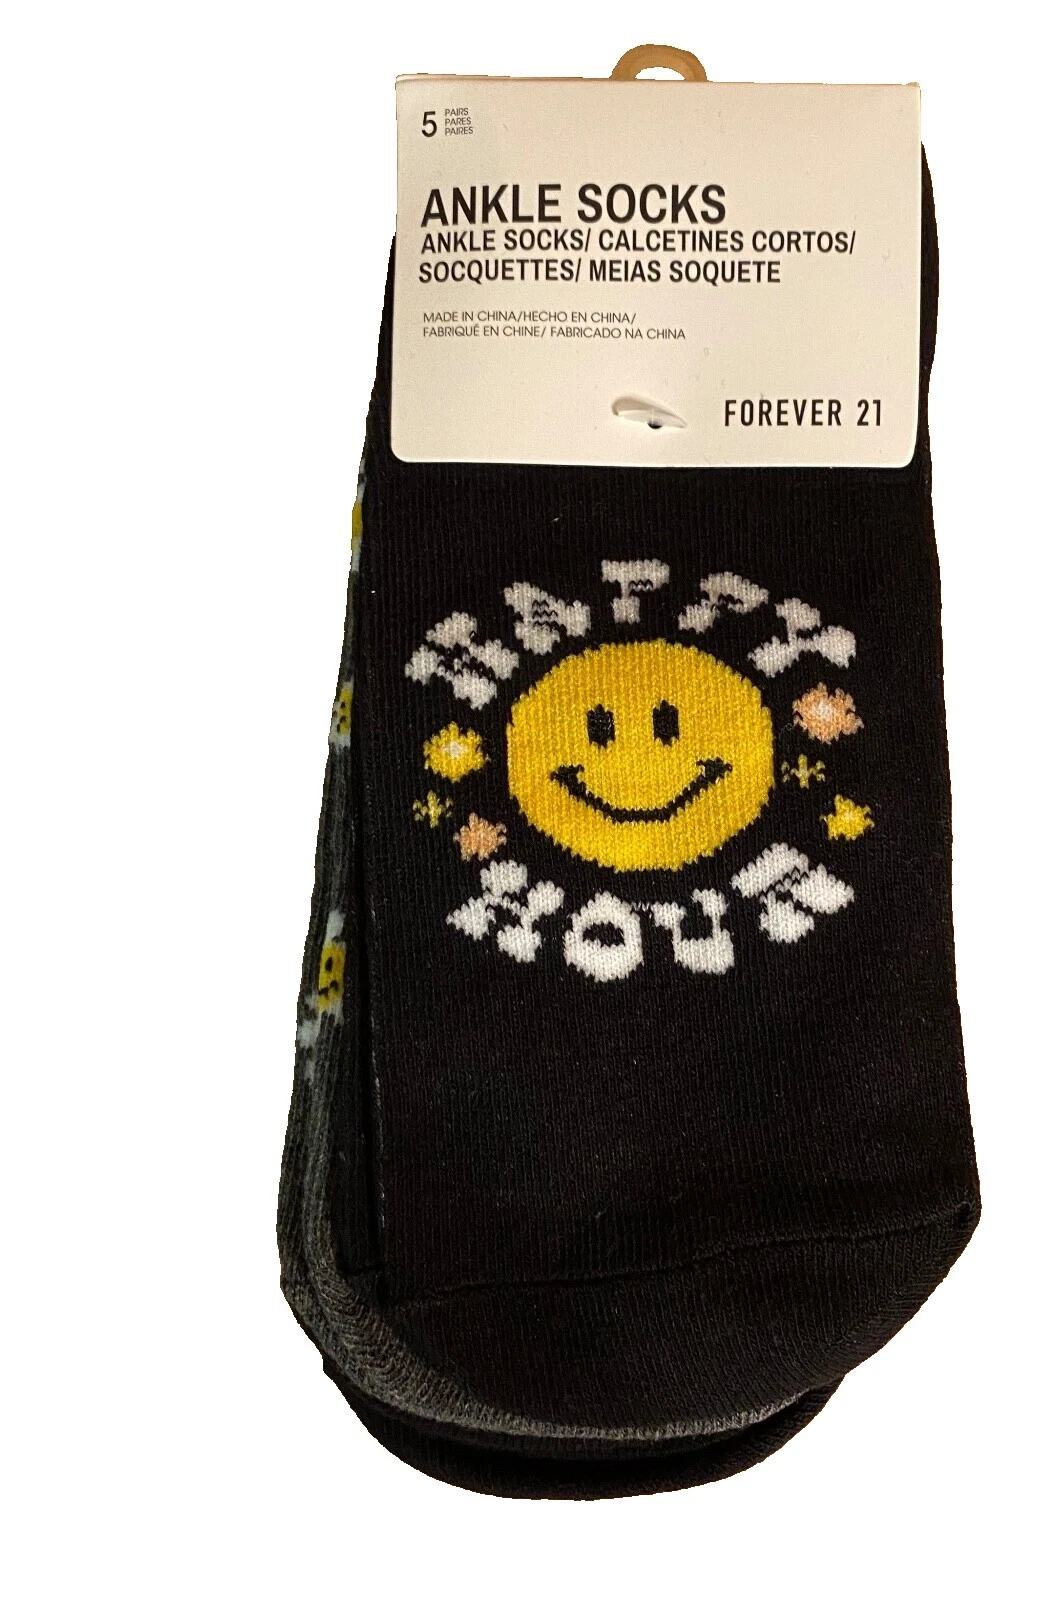 5 PAIRS
PARES
PAIRES
ANKLE SOCKS
ANKLE SOCKS/ CALCETINES CORTOS/
SOCQUETTES/ MEIAS SOQUETE
MADE IN CHINA/HECHO EN CHINA/
FABRIQUÉ EN CHINE/ FABRICADO NA CHINA
FOREVER 21
HAPPY
HOUR